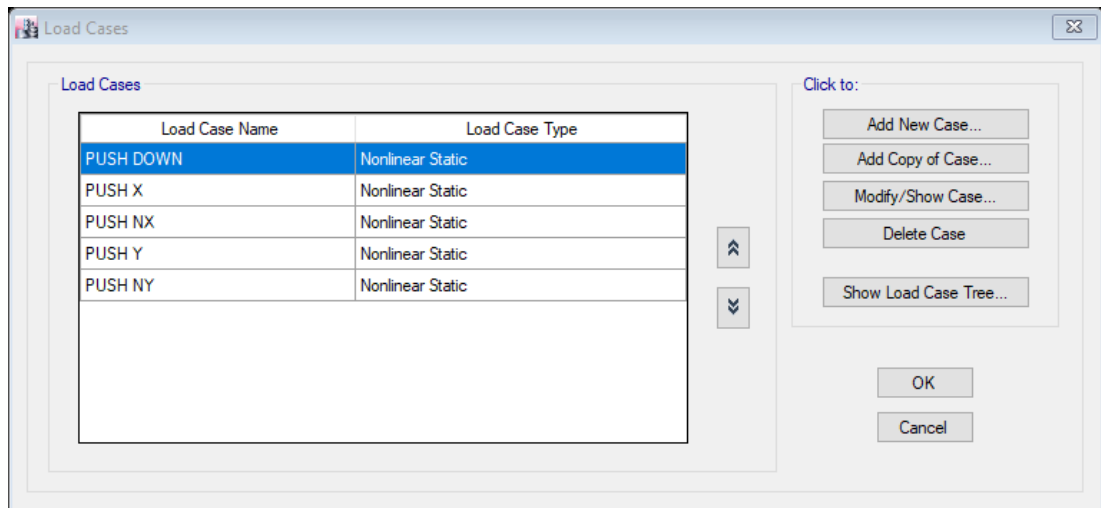 Load Cases
Load Cases
Click to:
Load Case Name Load Case Type
PUSH DOWN Nonlinear Static
PUSH X Nonlinear Static
PUSH NX Nonlinear Static
PUSH Y Nonlinear Static
PUSH NY Nonlinear Static
Add New Case...
Add Copy of Case...
Modify/Show Case...
Delete Case
Show Load Case Tree...
OK
Cancel